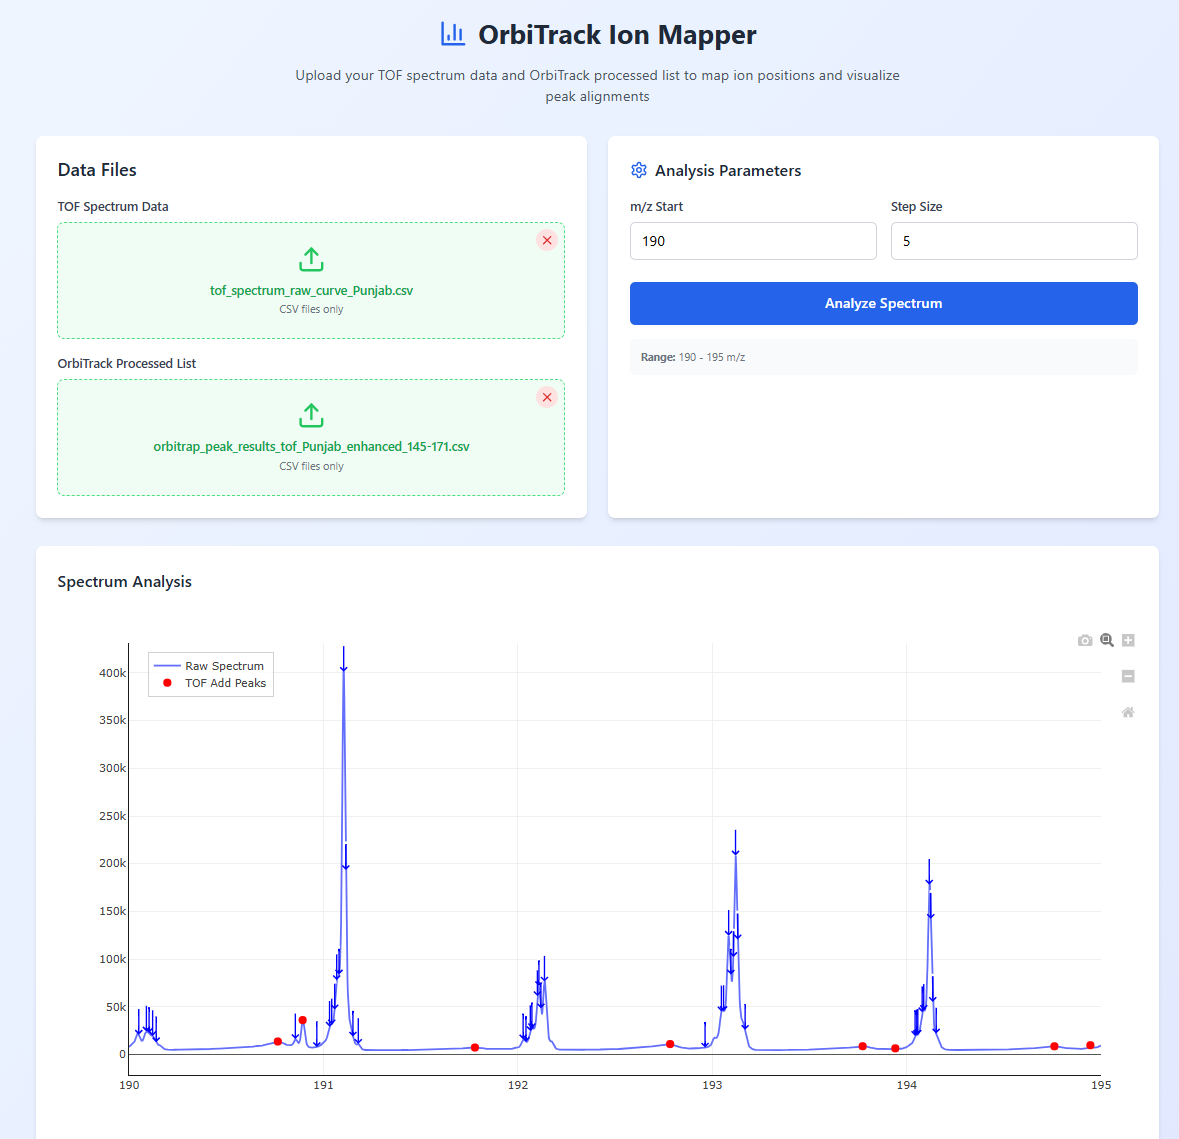 OrbiTrack Ion Mapper
Upload your TOF spectrum data and OrbiTrack processed list to map ion positions and visualize
peak alignments
Data Files
TOF Spectrum Data
tof_spectrum_raw_curve_Punjab.csv
CSV files only
OrbiTrack Processed List
orbitrap_peak_results_tof_Punjab_enhanced_145-171.csv
CSV files only
Analysis Parameters
m/z Start
Step Size
190
5
Analyze Spectrum
Range: 190 - 195 m/z
Spectrum Analysis
Raw Spectrum
TOF Add Peaks
400k
350k
300k
250k
200k
150k
100k
50k
0
190
191
192
193
194
195